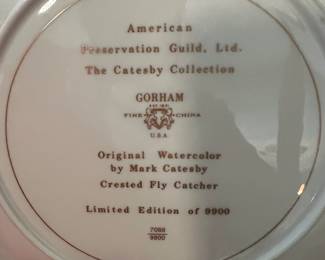 American
Preservation Guild, Ltd.
The Catesby Collection
GORHAM
FINE CHINA
U.S.A.
Original Watercolor
by Mark Catesby
Crested Fly Catcher
Limited Edition of 9900
7088
9900